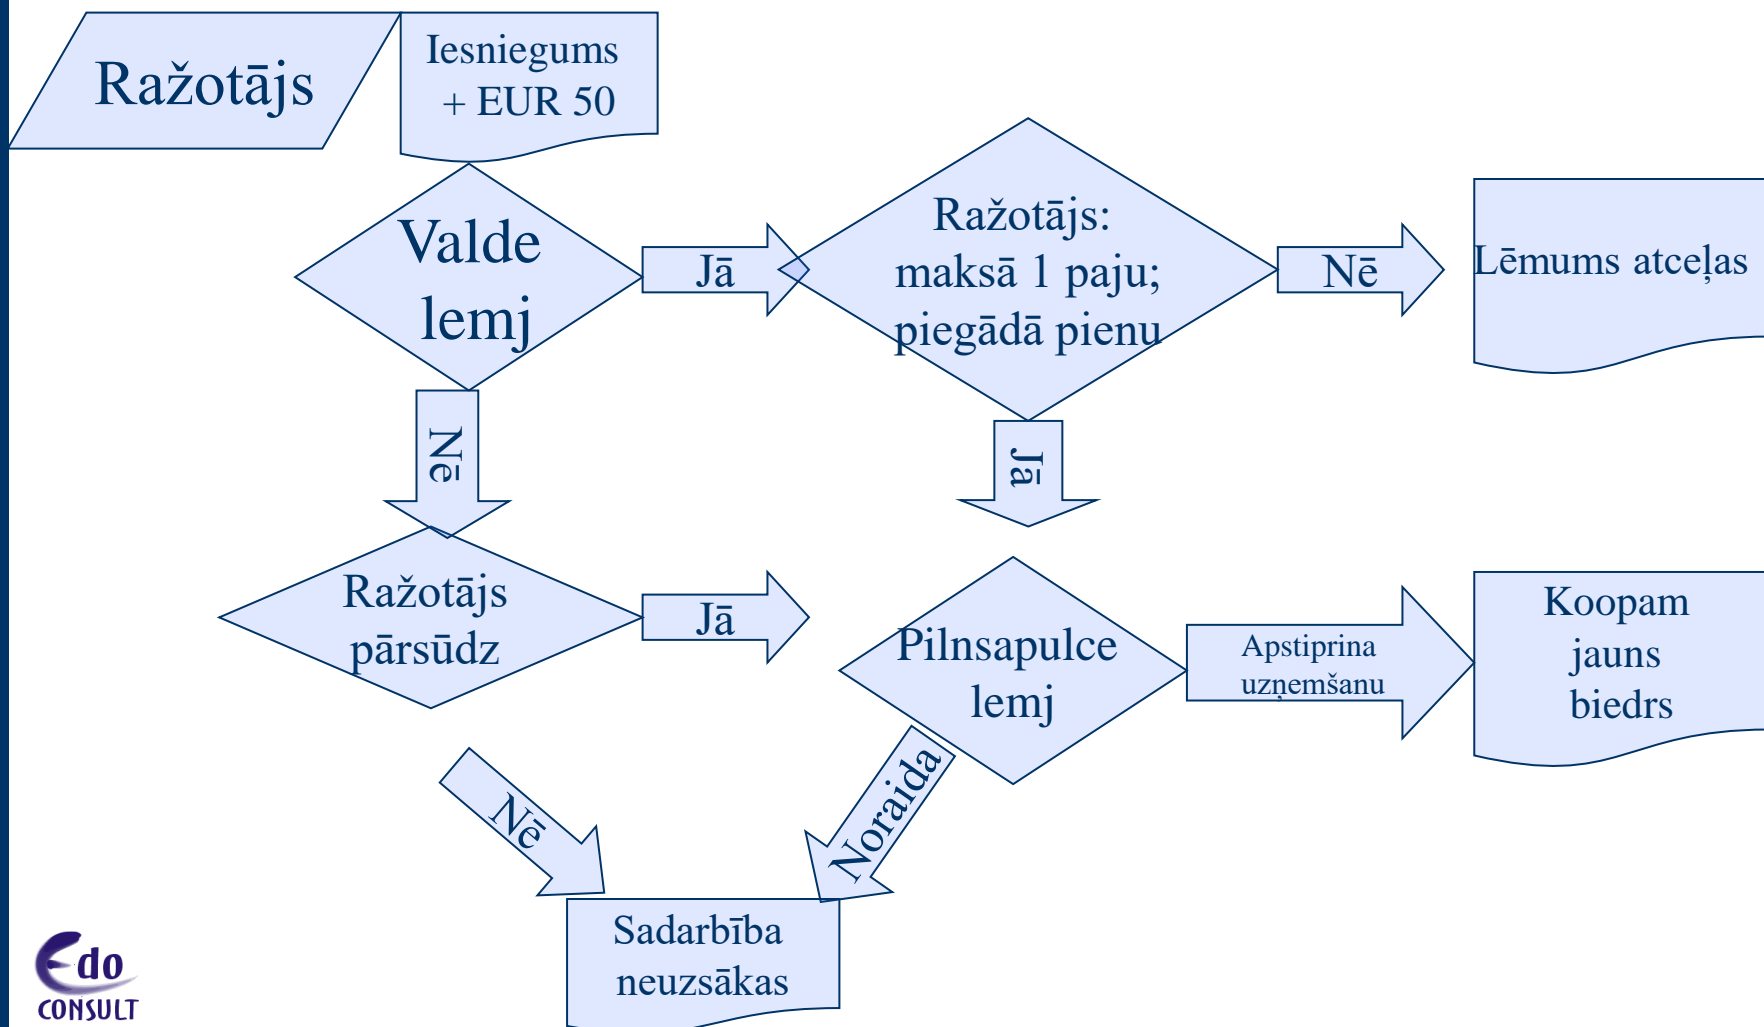 Ražotājs
Iesniegums
+ EUR 50
Valde
lemj
Jā
Ražotājs:
maksā 1 paju;
piegādā pienu
Nē
Lēmums atceļas
Nē
Jā
Ražotājs
pārsūdz
Jā
Pilnsapulce
lemj
Apstiprina
uzņemšanu
Koopam
jauns
biedrs
Nē
Noraida
Sadarbība
neuzsākas
Edo
CONSULT